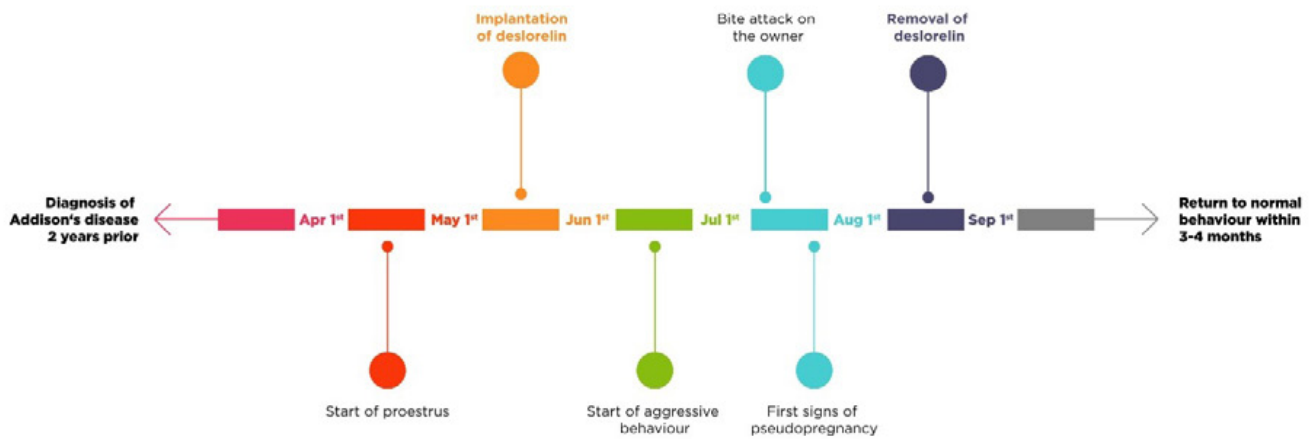 Implantation
of deslorelin
Bite attack on
the owner
Removal of
deslorelin
Diagnosis of
Addison's disease
2 years prior
Apr 1st
May 1st
Jun 1st
Jul 1st
Aug 1st
Sep 1st
Return to normal
behaviour within
3-4 months
Start of proestrus
Start of aggressive
behaviour
First signs of
pseudopregnancy